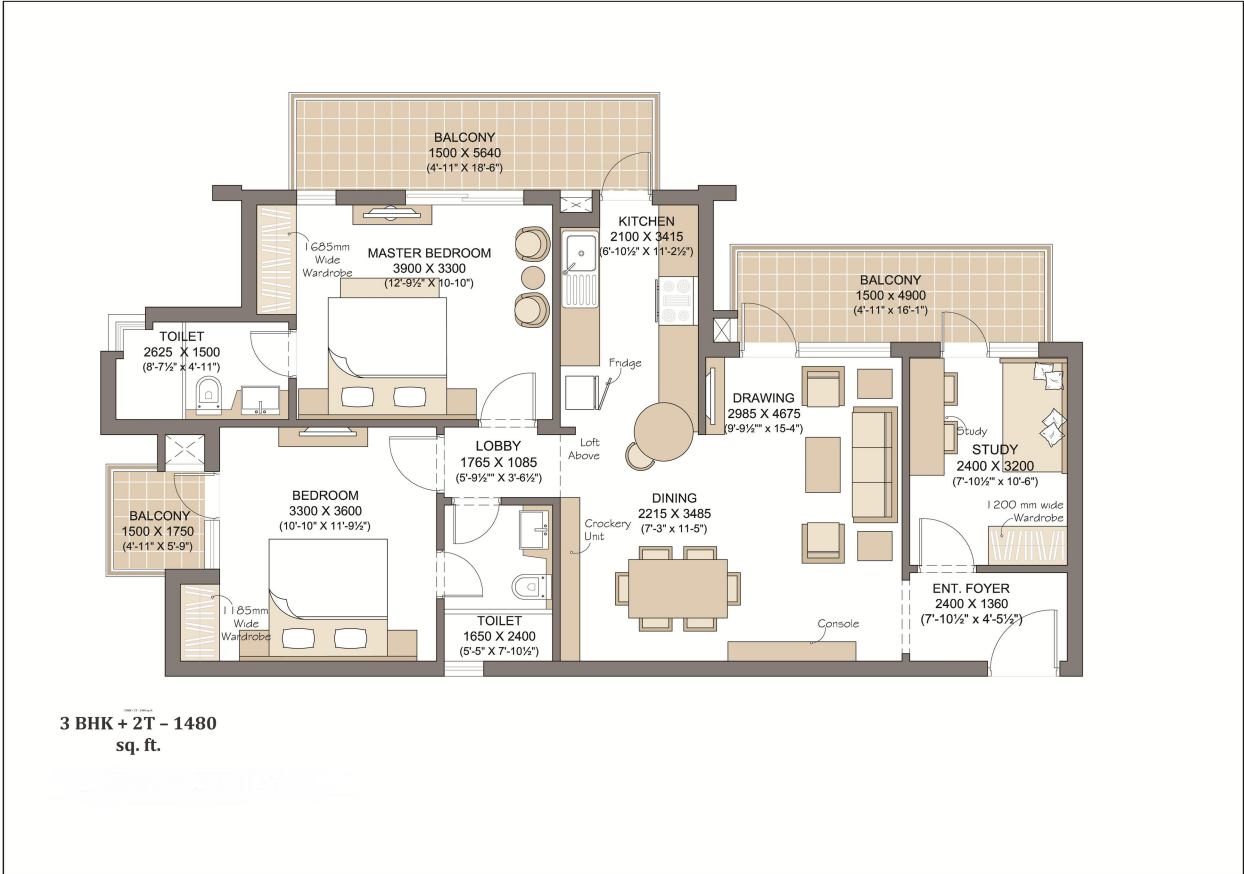 BALCONY
1500 X 5640
(4'-11" X 18'-6")
KITCHEN
2100 X 3415
(6'-10½" X 11'-2½")
1685mm
Wide
Wardrobe
MASTER BEDROOM
3900 X 3300
(12'-9½" X 10-10")
BALCONY
1500 x 4900
(4'-11" x 16'-1")
TOILET
2625 X 1500
(8'-7½" x 4'-11")
Fridge
DRAWING
2985 X 4675
(9'-9½"" x 15-4")
Study
STUDY
2400 X 3200
(7'-10½" x 10'-6")
Loft
Above
LOBBY
1765 X 1085
(5'-9½"" X 3'-6½")
BEDROOM
3300 X 3600
(10'-10" X 11'-9½")
DINING
2215 X 3485
(7'-3" x 11-5")
1200 mm wide
Wardrobe
BALCONY
1500 X 1750
(4'-11" X 5'-9")
Crockery
Unit
ENT. FOYER
2400 X 1360
(7'-10½" x 4'-5½")
1185mm
Wide
Wardrobe
TOILET
1650 X 2400
(5'-5" X 7'-10½")
Console
3 BHK + 2T – 1480
sq. ft.